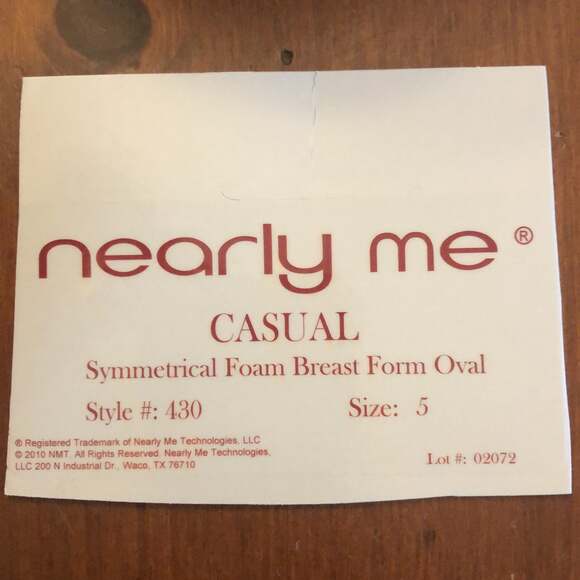 nearly me ®
CASUAL
Symmetrical Foam Breast Form Oval
Style #: 430 Size: 5
® Registered Trademark of Nearly Me Technologies, LLC
© 2010 NMT. All Rights Reserved. Nearly Me Technologies,
LLC 200 N Industrial Dr., Waco, TX 76710
Lot #: 02072